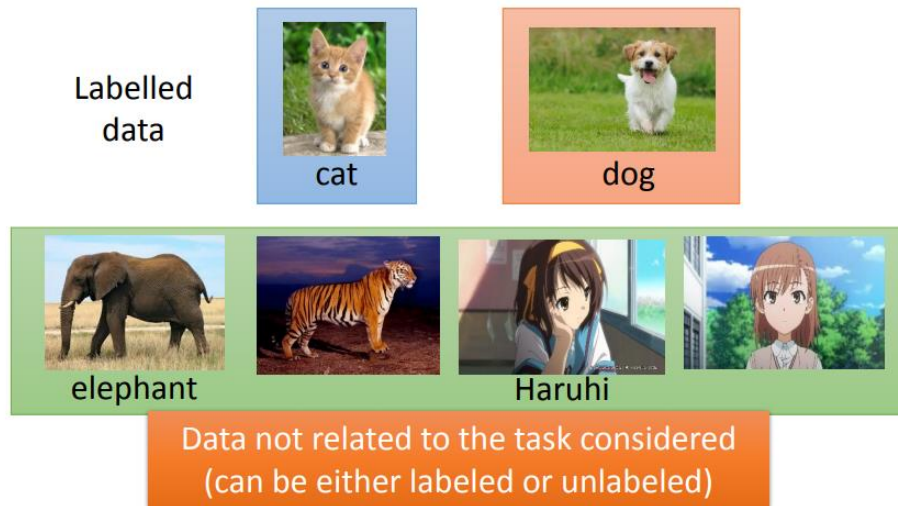 Labelled
data
cat
dog
elephant
Haruhi
Data not related to the task considered
(can be either labeled or unlabeled)